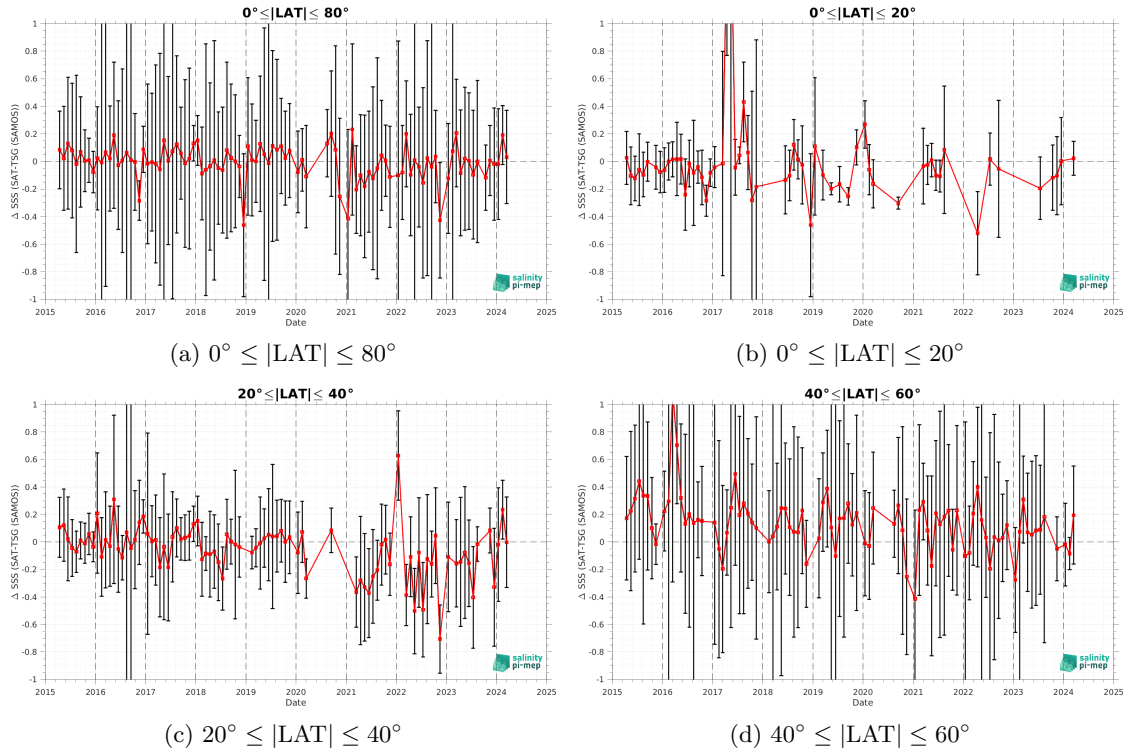 0°≤|LAT|≤ 80°
Δ SSS (SAT-TSG (SAMOS))
1
0.8
0.6
0.4
0.2
0
-0.2
-0.4
-0.6
-0.8
-1
2015 2016 2017 2018 2019 2020 2021 2022 2023 2024 2025
Date
salinity
pi-mep
(a) 0° ≤ |LAT| ≤ 80°
0°≤|LAT|≤ 20°
Δ SSS (SAT-TSG (SAMOS))
1
0.8
0.6
0.4
0.2
0
-0.2
-0.4
-0.6
-0.8
-1
2015 2016 2017 2018 2019 2020 2021 2022 2023 2024 2025
Date
salinity
pi-mep
(b) 0° ≤ |LAT| ≤ 20°
20°≤|LAT|≤ 40°
Δ SSS (SAT-TSG (SAMOS))
1
0.8
0.6
0.4
0.2
0
-0.2
-0.4
-0.6
-0.8
-1
2015 2016 2017 2018 2019 2020 2021 2022 2023 2024 2025
Date
salinity
pi-mep
(c) 20° ≤ |LAT| ≤ 40°
40°≤|LAT|≤ 60°
Δ SSS (SAT-TSG (SAMOS))
1
0.8
0.6
0.4
0.2
0
-0.2
-0.4
-0.6
-0.8
-1
2015 2016 2017 2018 2019 2020 2021 2022 2023 2024 2025
Date
salinity
pi-mep
(d) 40° ≤ |LAT| ≤ 60°